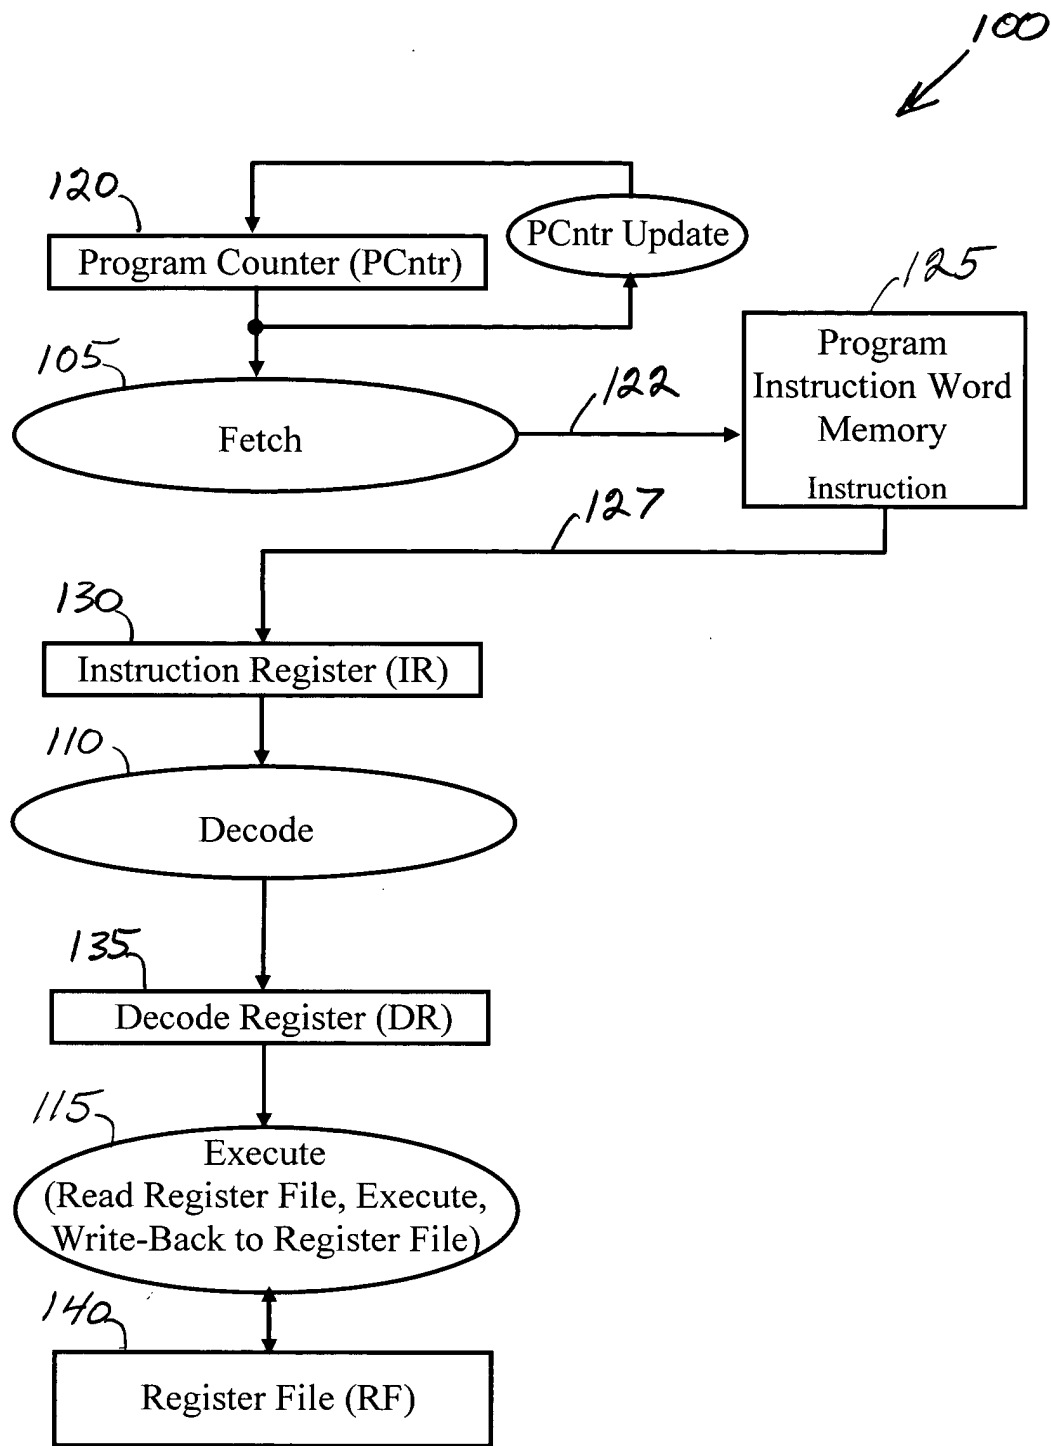 100
120
PCntr Update
Program Counter (PCntr)
125
105
Program
Instruction Word
Memory
Instruction
122
Fetch
127
130
Instruction Register (IR)
110
Decode
135
Decode Register (DR)
115
Execute
(Read Register File, Execute,
Write-Back to Register File)
140
Register File (RF)